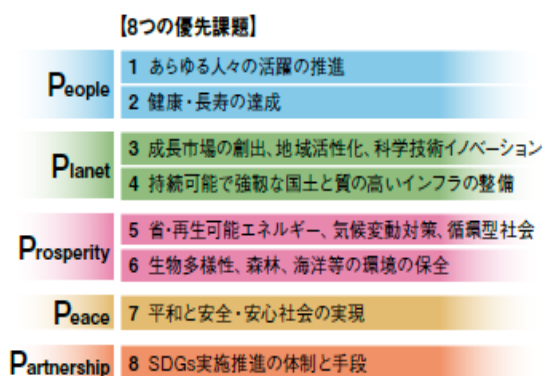 【8つの優先課題】
People
1 あらゆる人々の活躍の推進
2 健康・長寿の達成
Planet
3 成長市場の創出、地域活性化、科学技術イノベーション
4 持続可能で強靱な国土と質の高いインフラの整備
Prosperity
5 省・再生可能エネルギー、気候変動対策、循環型社会
6 生物多様性、森林、海洋等の環境の保全
Peace
7 平和と安全・安心社会の実現
Partnership
8 SDGs実施推進の体制と手段